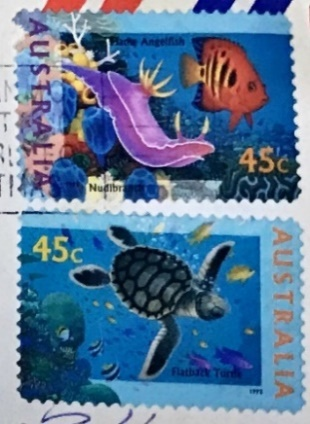 AUSTRALIA
Flame Angelfish
45c
Nudibranch
45c
AUSTRALIA
Flatback Turtle
1995